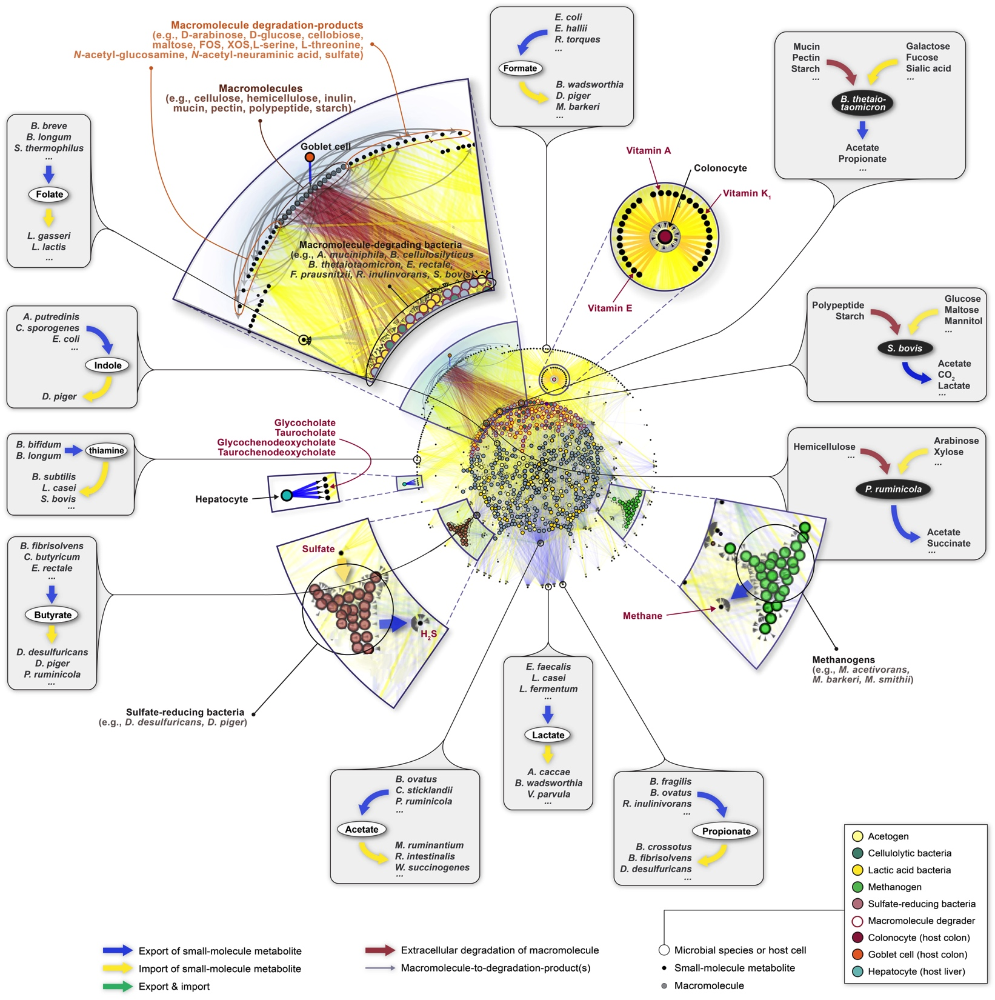 Macromolecule degradation-products
(e.g., D-arabinose, D-glucose, cellobiose,
maltose, FOS, XOS,L-serine, L-threonine,
N-acetyl-glucosamine, N-acetyl-neuraminic acid, sulfate)
Macromolecules
(e.g., cellulose, hemicellulose, inulin,
mucin, pectin, polypeptide, starch)
Goblet cell
Macromolecule-degrading bacteria
(e.g., A. muciniphila, B. cellulosilyticus
B. thetaiotaomicron, E. rectale,
F. prausnitzii, R. inulinvorans, S. bovis)
E. coli
E. hallii
R. torques
...
Formate
B. wadsworthia
D. piger
M. barkeri
...
Mucin
Pectin
Starch
...
Galactose
Fucose
Sialic acid
...
B. thetaio-
taomicron
Acetate
Propionate
...
Vitamin A
Colonocyte
Vitamin K1
Vitamin E
B. breve
B. longum
S. thermophilus
...
Folate
L. gasseri
L. lactis
...
A. putredinis
C. sporogenes
E. coli
...
Indole
D. piger
Polypeptide
Starch
Glucose
Maltose
Mannitol
...
S. bovis
Acetate
CO2
Lactate
...
B. bifidum
B. longum
thiamine
B. subtilis
L. casei
S. bovis
...
Glycocholate
Taurocholate
Glycochenodeoxycholate
Taurochenodeoxycholate
Hepatocyte
Hemicellulose
...
Arabinose
Xylose
...
P. ruminicola
Acetate
Succinate
...
B. fibrisolvens
C. butyricum
E. rectale
...
Butyrate
D. desulfuricans
D. piger
P. ruminicola
...
Sulfate
H2S
Sulfate-reducing bacteria
(e.g., D. desulfuricans, D. piger)
Methane
Methanogens
(e.g., M. acetivorans,
M. barkeri, M. smithii)
E. faecalis
L. casei
L. fermentum
...
Lactate
A. caccae
B. wadsworthia
V. parvula
...
B. ovatus
C. sticklandii
P. ruminicola
...
Acetate
M. ruminantium
R. intestinalis
W. succinogenes
...
B. fragilis
B. ovatus
R. inulinivorans
...
Propionate
B. crossotus
B. fibrisolvens
D. desulfuricans
...
Acetogen
Cellulolytic bacteria
Lactic acid bacteria
Methanogen
Sulfate-reducing bacteria
Macromolecule degrader
Colonocyte (host colon)
Goblet cell (host colon)
Hepatocyte (host liver)
Export of small-molecule metabolite
Import of small-molecule metabolite
Export & import
Extracellular degradation of macromolecule
Macromolecule-to-degradation-product(s)
Microbial species or host cell
Small-molecule metabolite
Macromolecule